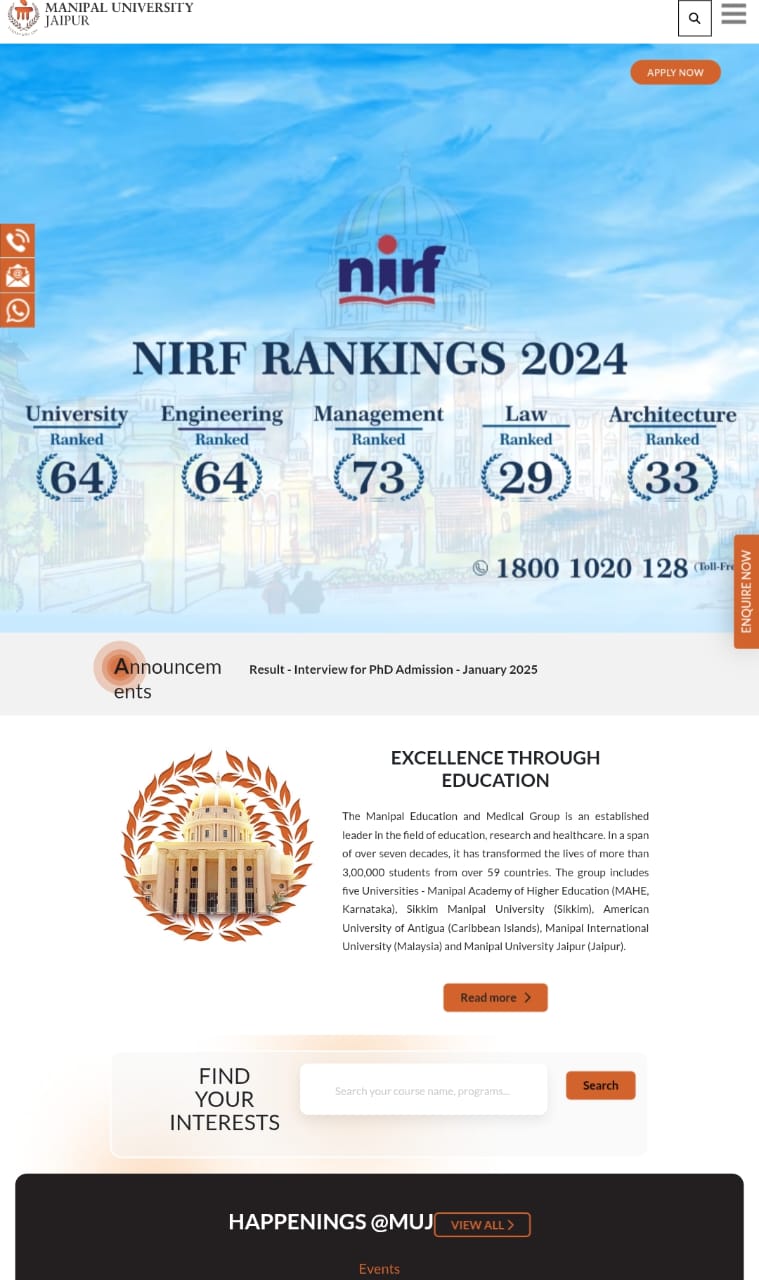 MANIPAL UNIVERSITY
JAIPUR
APPLY NOW
nirf
NIRF RANKINGS 2024
University Engineering Management Law Architecture
Ranked Ranked Ranked Ranked Ranked
64 64 73 29 33
1800 1020 128
ENQUIRE NOW
Announcem
ents
Result - Interview for PhD Admission - January 2025
EXCELLENCE THROUGH
EDUCATION
The Manipal Education and Medical Group is an established
leader in the field of education, research and healthcare. In a span
of over seven decades, it has transformed the lives of more than
3,00,000 students from over 59 countries. The group includes
five Universities - Manipal Academy of Higher Education (MAHE,
Karnataka), Sikkim Manipal University (Sikkim), American
University of Antigua (Caribbean Islands), Manipal International
University (Malaysia) and Manipal University Jaipur (Jaipur).
Read more
FIND
YOUR
INTERESTS
Search your course name, programs...
Search
HAPPENINGS @MUJ
VIEW ALL
Events